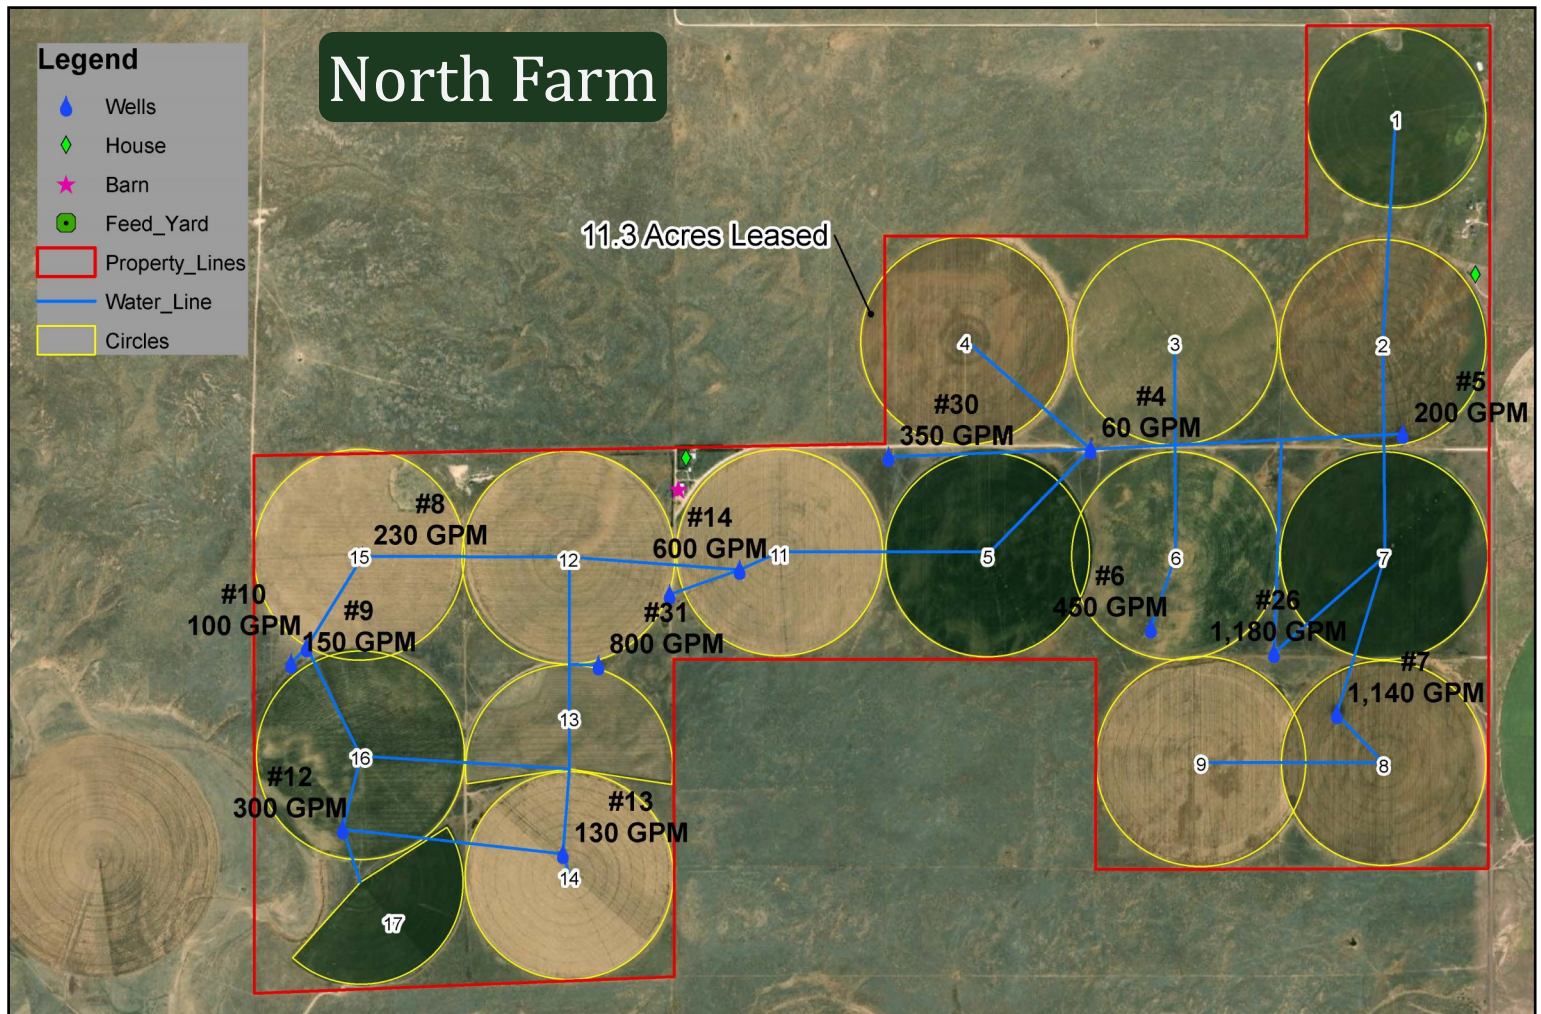 Legend
Wells
House
Barn
Feed_Yard
Property_Lines
Water_Line
Circles
North Farm
11.3 Acres Leased
1
2
3
4
#5
200 GPM
#4
60 GPM
#30
350 GPM
#8
230 GPM
#14
600 GPM
15
12
11
5
6
7
#6
450 GPM
#26
1,180 GPM
#10
100 GPM
#9
150 GPM
#31
800 GPM
#7
1,140 GPM
13
16
9
8
#12
300 GPM
#13
130 GPM
14
17